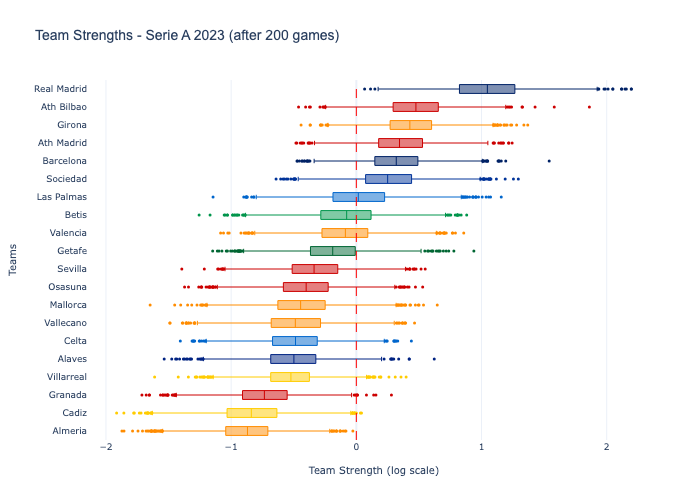 Team Strengths - Serie A 2023 (after 200 games)
Real Madrid
Ath Bilbao
Girona
Ath Madrid
Barcelona
Sociedad
Las Palmas
Betis
Valencia
Getafe
Sevilla
Osasuna
Mallorca
Vallecano
Celta
Alaves
Villarreal
Granada
Cadiz
Almeria
Teams
−2 −1 0 1 2
Team Strength (log scale)